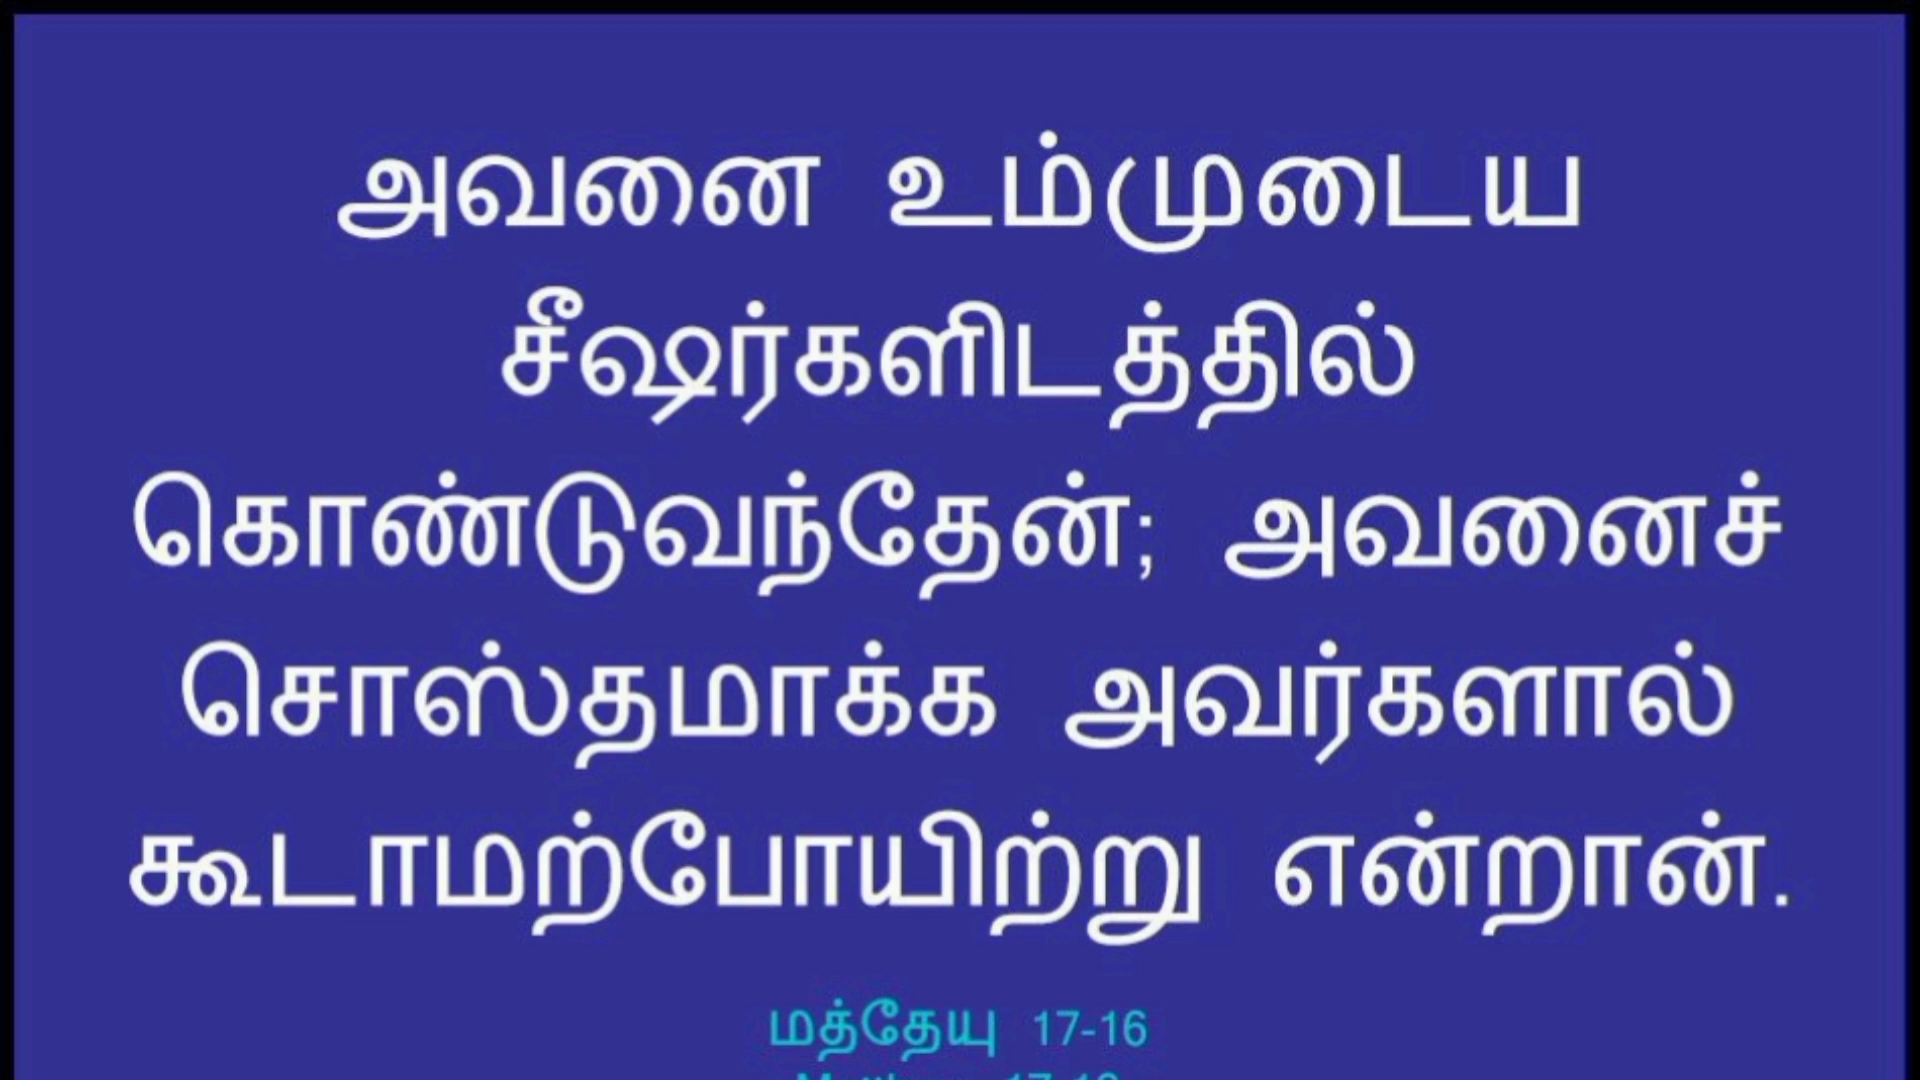 அவனை உம்முடைய
சீஷர்களிடத்தில்
கொண்டுவந்தேன்; அவனைச்
சொஸ்தமாக்க அவர்களால்
கூடாமற்போயிற்று என்றான்.
மத்தேயு 17-16